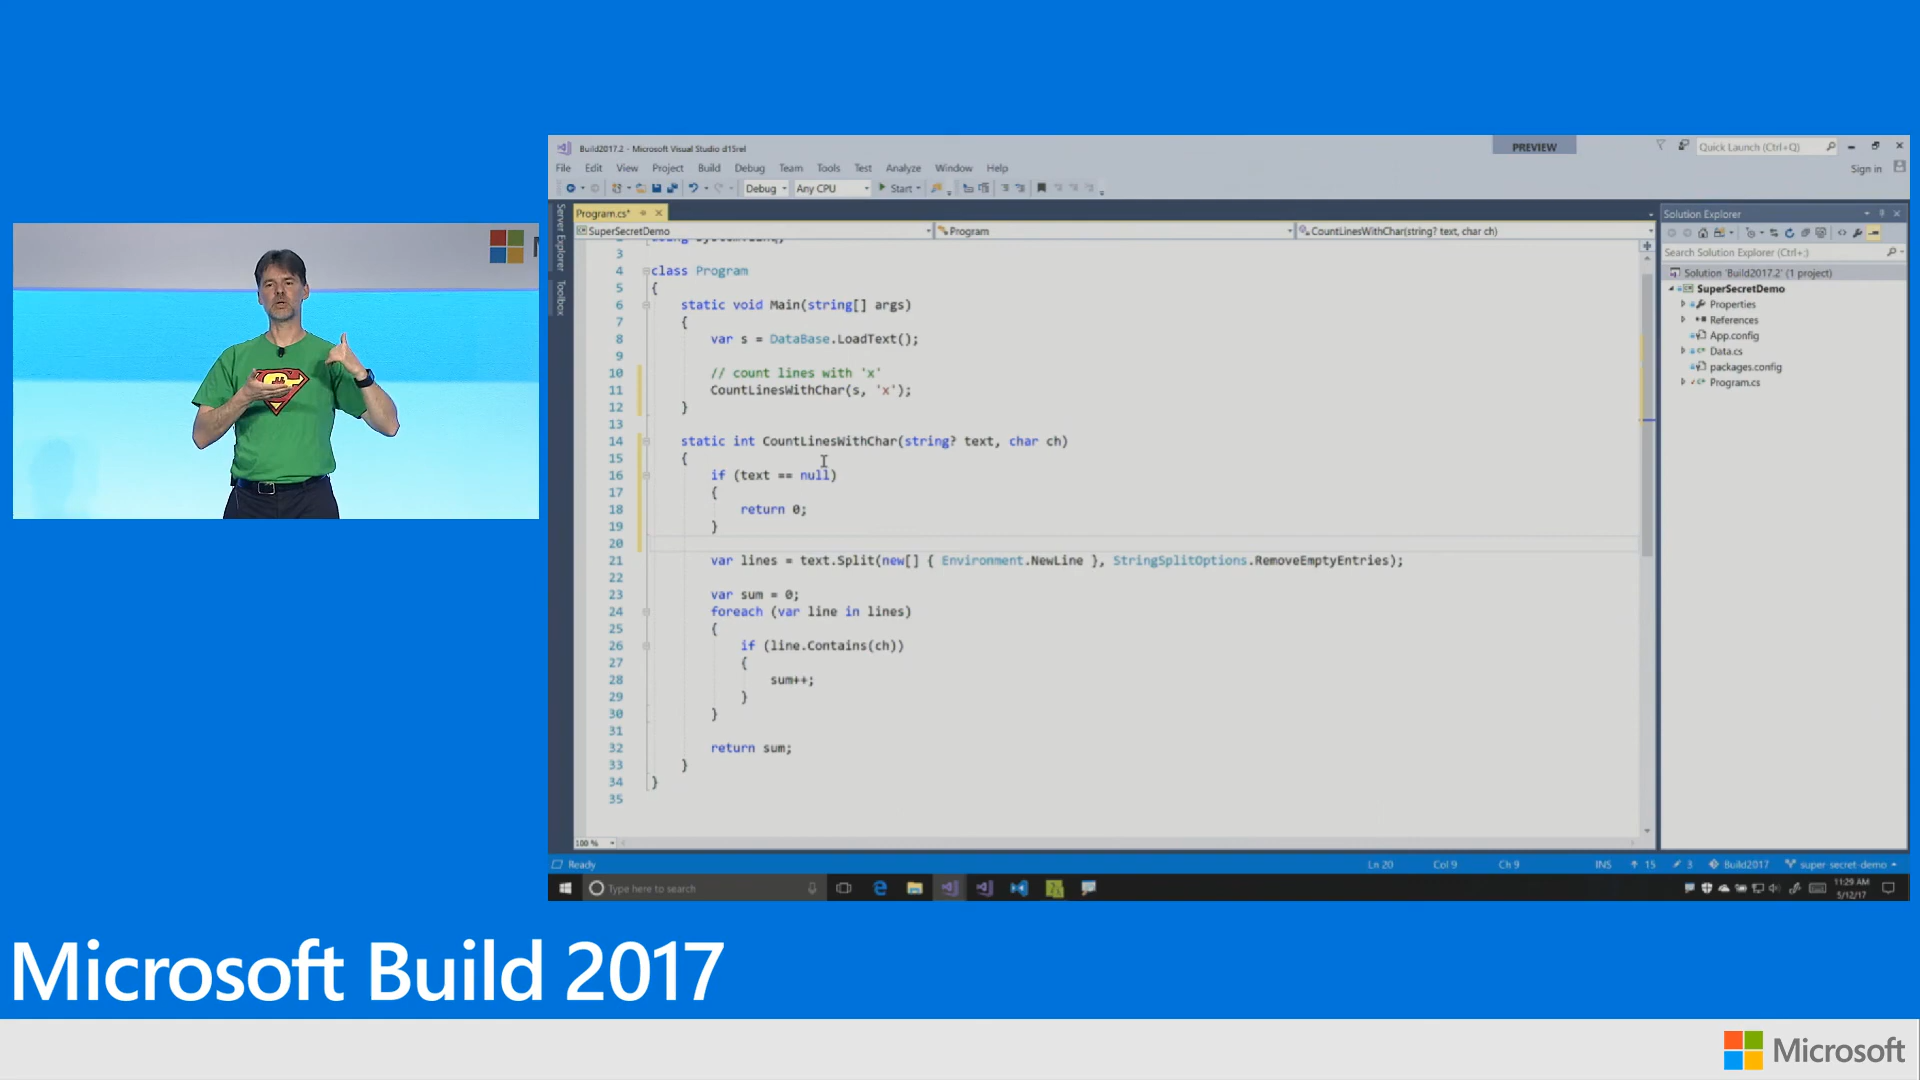 Build2017.2 - Microsoft Visual Studio d15rel
PREVIEW
Quick Launch (Ctrl+Q)
File Edit View Project Build Debug Team Tools Test Analyze Window Help
Sign in
Debug Any CPU Start
Server Explorer
Toolbox
Program.cs*
SuperSecretDemo
Program
CountLinesWithChar(string? text, char ch)
3
4 class Program
5 {
6 static void Main(string[] args)
7 {
8 var s = DataBase.LoadText();
9
10 // count lines with 'x'
11 CountLinesWithChar(s, 'x');
12 }
13
14 static int CountLinesWithChar(string? text, char ch)
15 {
16 if (text == null)
17 {
18 return 0;
19 }
20
21 var lines = text.Split(new[] { Environment.NewLine }, StringSplitOptions.RemoveEmptyEntries);
22
23 var sum = 0;
24 foreach (var line in lines)
25 {
26 if (line.Contains(ch))
27 {
28 sum++;
29 }
30 }
31
32 return sum;
33 }
34 }
35
100 %
Solution Explorer
Search Solution Explorer (Ctrl+;)
Solution 'Build2017.2' (1 project)
SuperSecretDemo
Properties
References
App.config
Data.cs
packages.config
Program.cs
Ready
Ln 20 Col 9 Ch 9 INS 15 3 Build2017 super-secret-demo
Type here to search
11:29 AM
5/12/17
Microsoft Build 2017
Microsoft